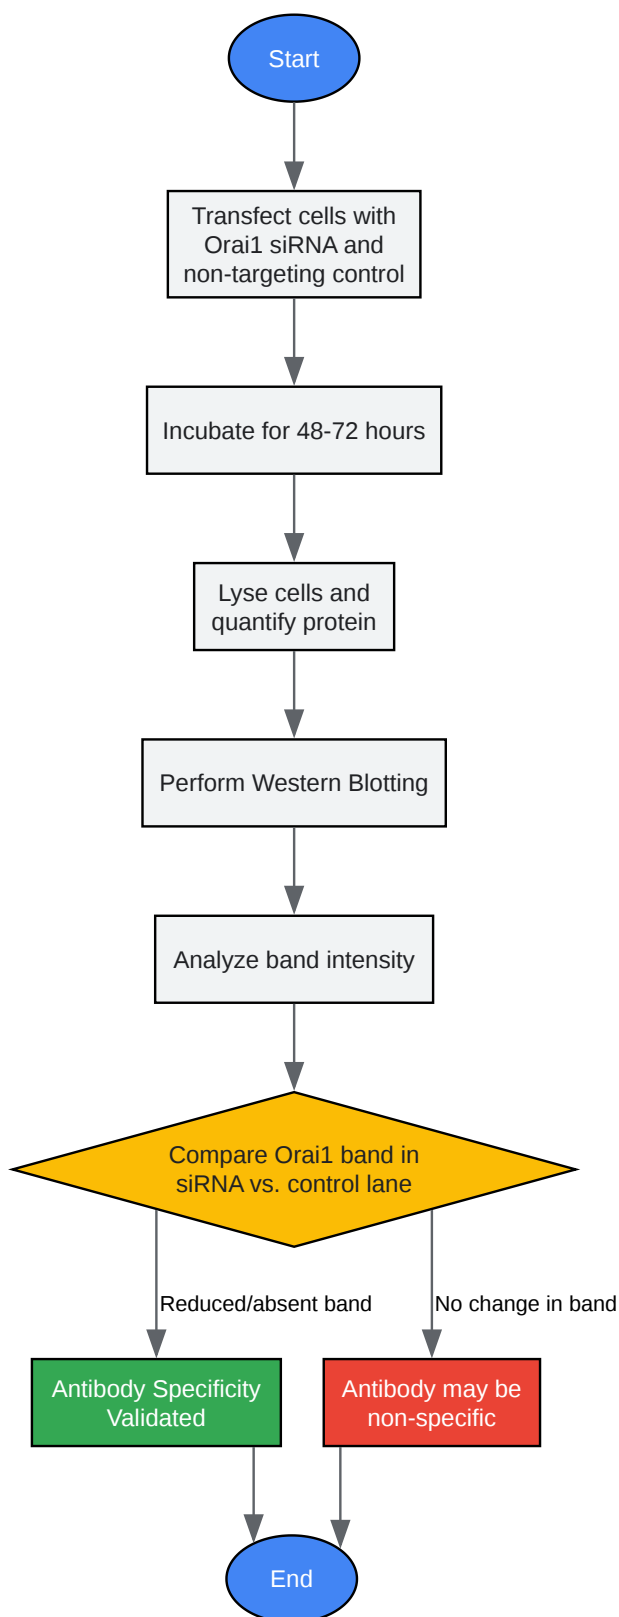 Start
Transfect cells with
Orai1 siRNA and
non-targeting control
Incubate for 48-72 hours
Lyse cells and
quantify protein
Perform Western Blotting
Analyze band intensity
Compare Orai1 band in
siRNA vs. control lane
Reduced/absent band
No change in band
Antibody Specificity
Validated
Antibody may be
non-specific
End